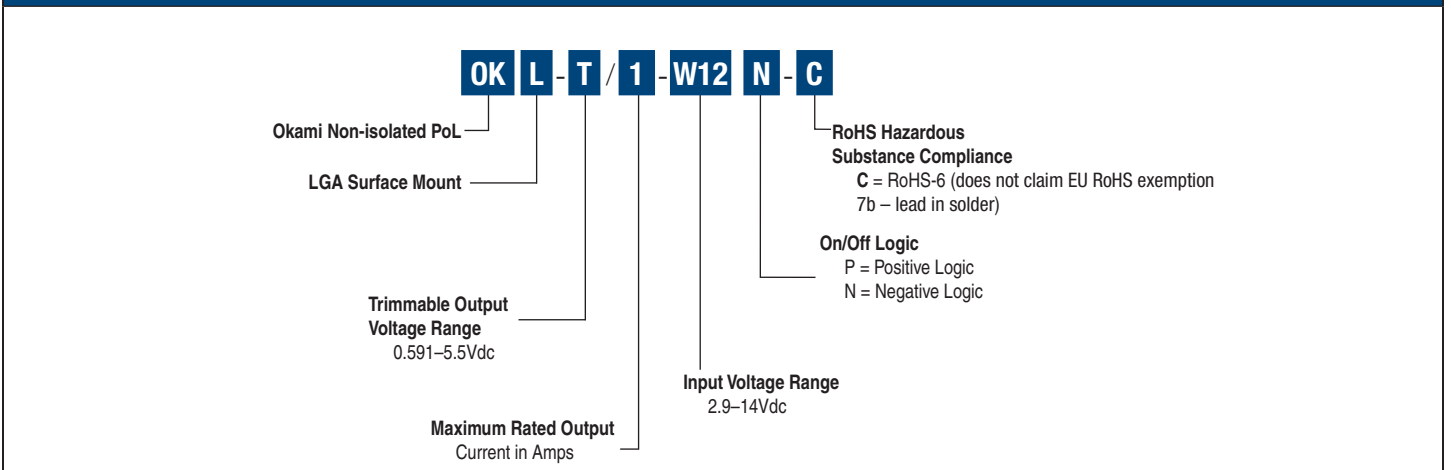 OK L - T / 1 - W12 N - C
Okami Non-isolated PoL
LGA Surface Mount
Trimmable Output
Voltage Range
0.591–5.5Vdc
Maximum Rated Output
Current in Amps
Input Voltage Range
2.9–14Vdc
On/Off Logic
P = Positive Logic
N = Negative Logic
RoHS Hazardous
Substance Compliance
C = RoHS-6 (does not claim EU RoHS exemption
7b – lead in solder)